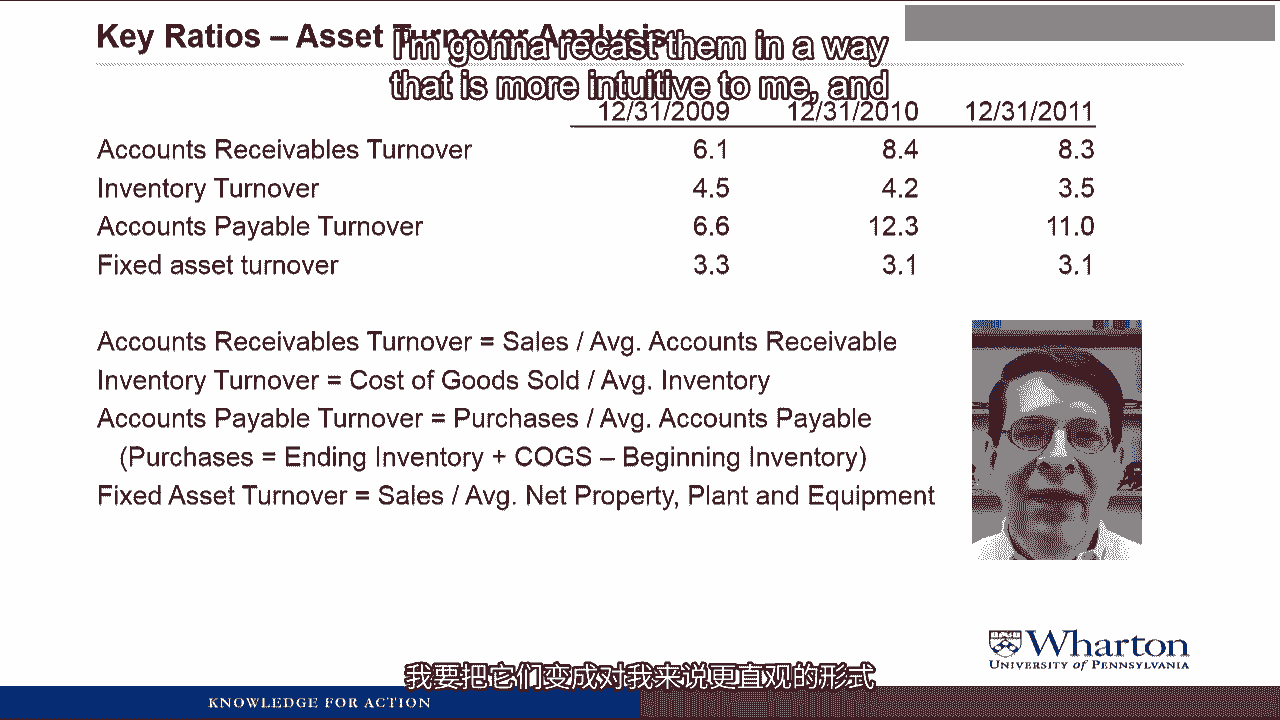 Key Ratios – Asset Turnover Analysis
I'm gonna recast them in a way
that is more intuitive to me, and
12/31/2009 12/31/2010 12/31/2011
Accounts Receivables Turnover 6.1 8.4 8.3
Inventory Turnover 4.5 4.2 3.5
Accounts Payable Turnover 6.6 12.3 11.0
Fixed asset turnover 3.3 3.1 3.1
Accounts Receivables Turnover = Sales / Avg. Accounts Receivable
Inventory Turnover = Cost of Goods Sold / Avg. Inventory
Accounts Payable Turnover = Purchases / Avg. Accounts Payable
(Purchases = Ending Inventory + COGS – Beginning Inventory)
Fixed Asset Turnover = Sales / Avg. Net Property, Plant and Equipment
Wharton
UNIVERSITY OF PENNSYLVANIA
我要把它们变成对我来说更直观的形式
KNOWLEDGE FOR ACTION